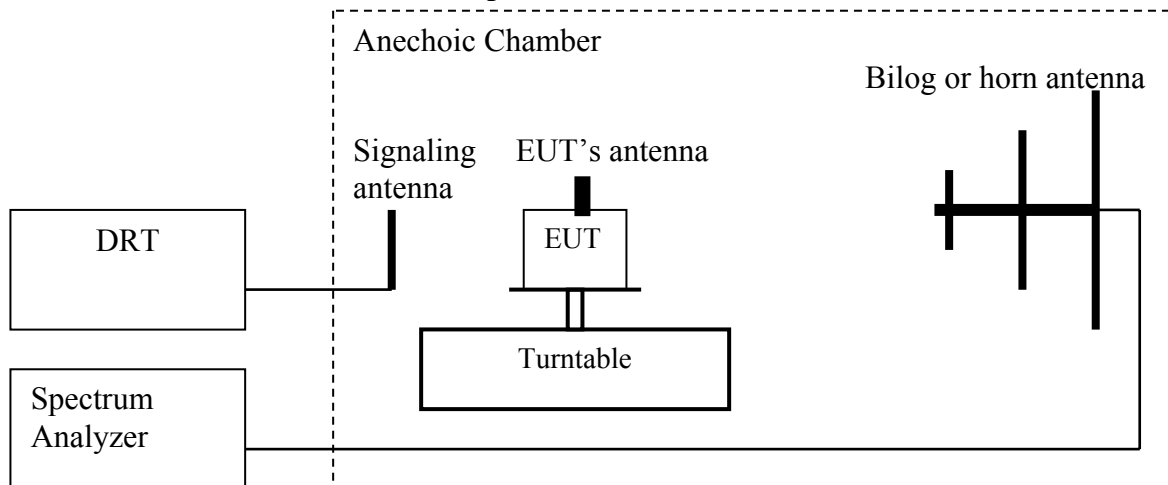 Anechoic Chamber
Bilog or horn antenna
Signaling
antenna
EUT’s antenna
DRT
EUT
Turntable
Spectrum
Analyzer